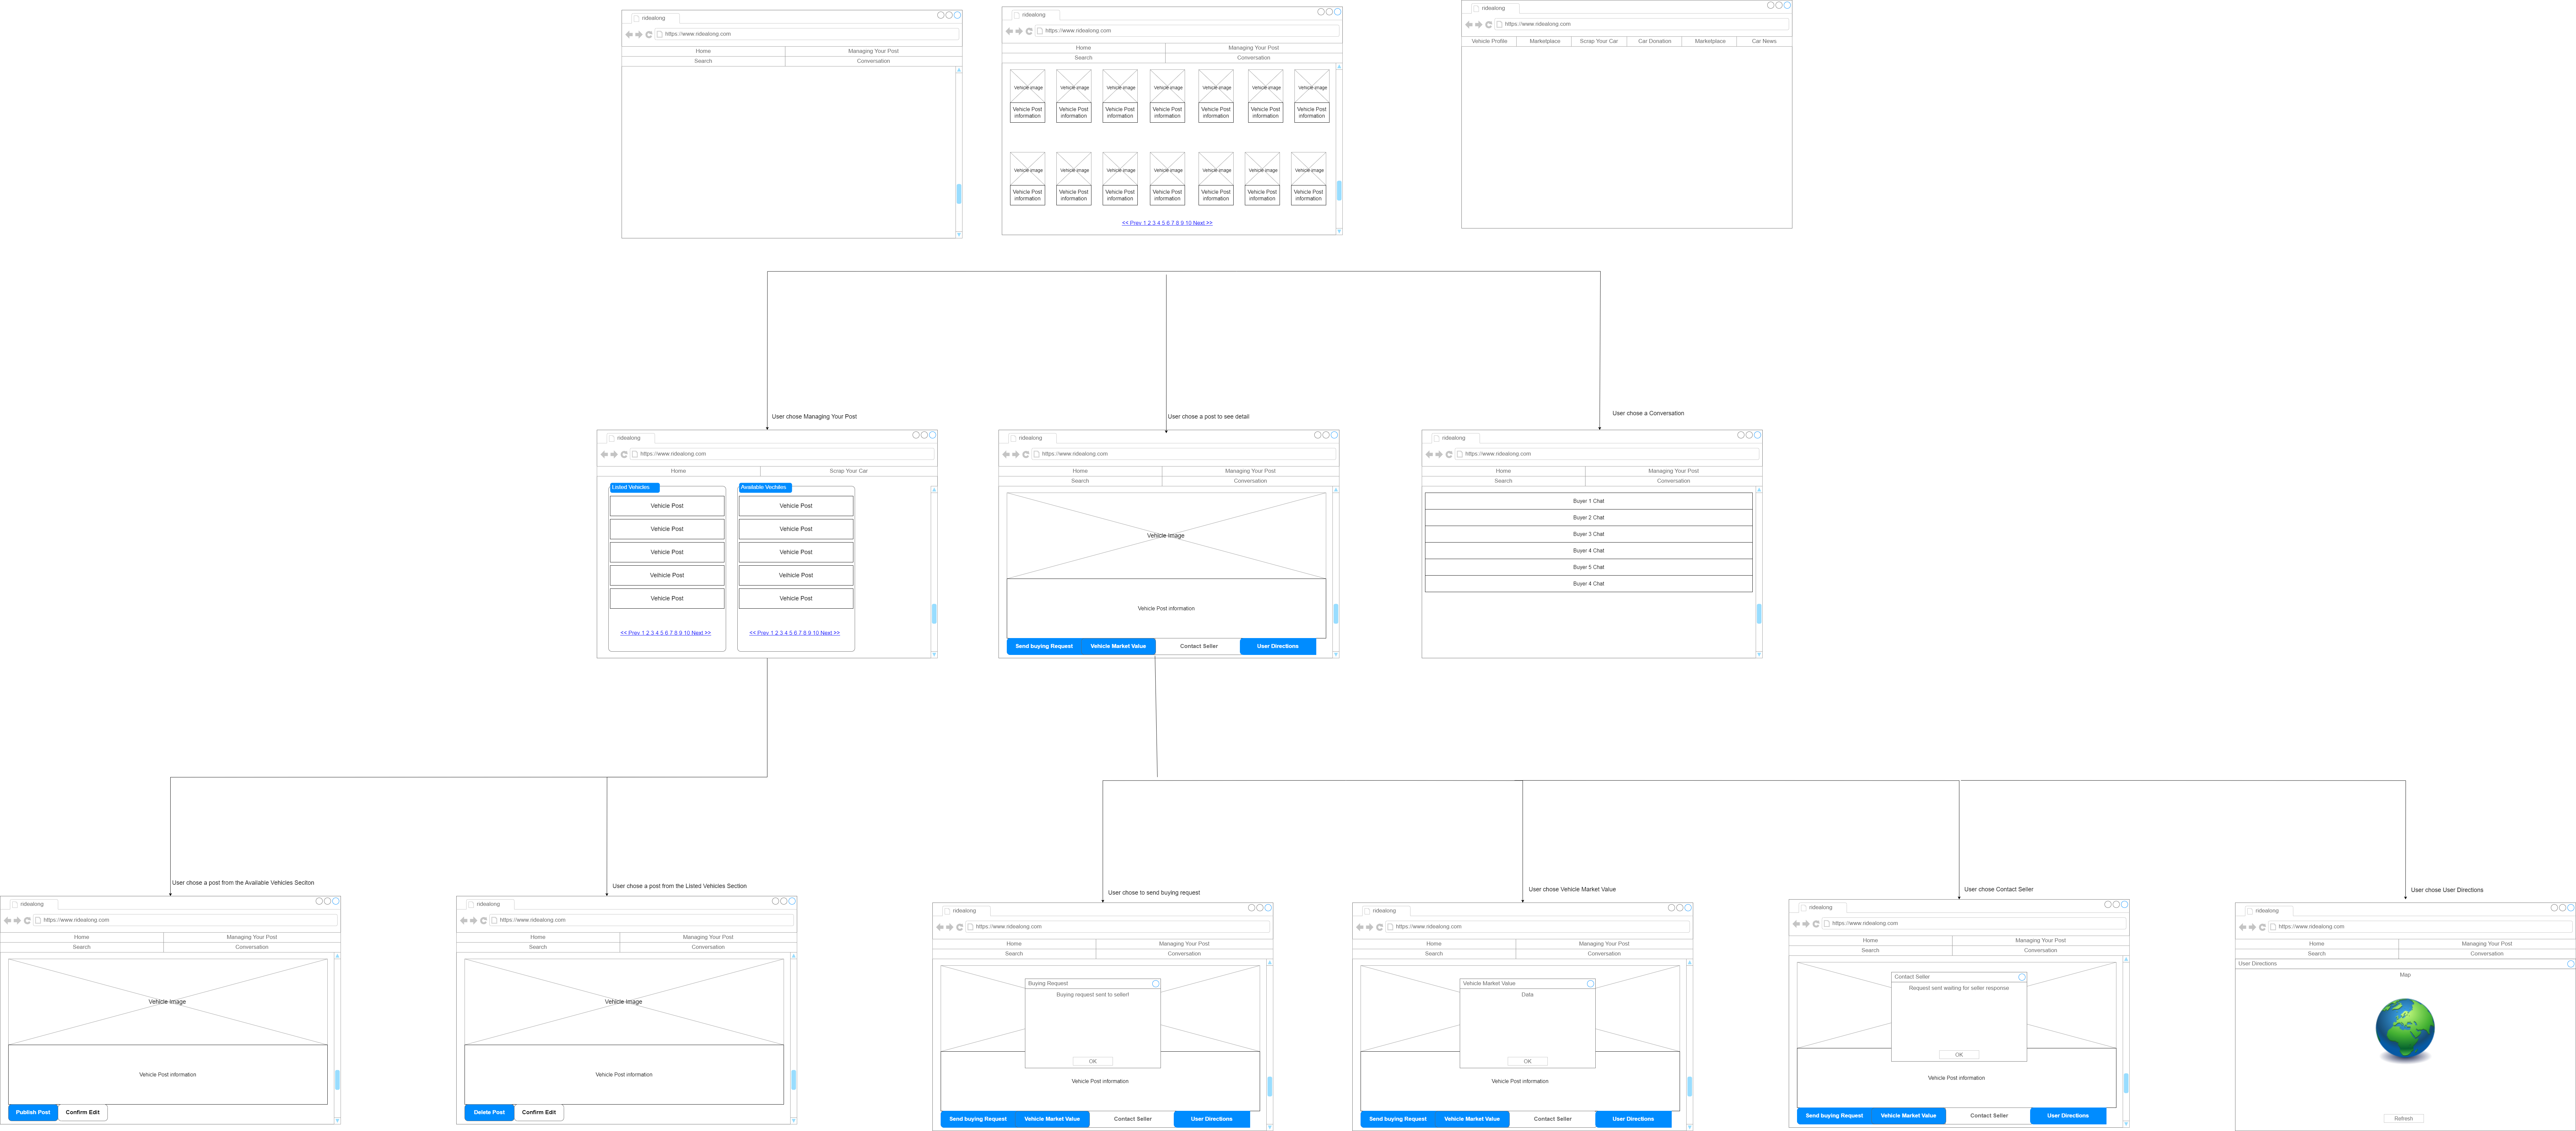 ridealong
https://www.ridealong.com
Home Managing Your Post
Search Conversation
ridealong
https://www.ridealong.com
Home Managing Your Post
Search Conversation
Vehicle image Vehicle image Vehicle image Vehicle image Vehicle image Vehicle image Vehicle image
Vehicle Post Vehicle Post Vehicle Post Vehicle Post Vehicle Post Vehicle Post Vehicle Post
information information information information information information information
Vehicle image Vehicle image Vehicle image Vehicle image Vehicle image Vehicle image Vehicle image
Vehicle Post Vehicle Post Vehicle Post Vehicle Post Vehicle Post Vehicle Post Vehicle Post
information information information information information information information
<< Prev 1 2 3 4 5 6 7 8 9 10 Next >>
ridealong
https://www.ridealong.com
Vehicle Profile Marketplace Scrap Your Car Car Donation Marketplace Car News
User chose Managing Your Post
User chose a post to see detail
User chose a Conversation
ridealong
https://www.ridealong.com
Home Scrap Your Car
Listed Vehicles Available Vechiles
Vehicle Post Vehicle Post
Vehicle Post Vehicle Post
Vehicle Post Vehicle Post
Velhicle Post Velhicle Post
Vehicle Post Vehicle Post
<< Prev 1 2 3 4 5 6 7 8 9 10 Next >> << Prev 1 2 3 4 5 6 7 8 9 10 Next >>
ridealong
https://www.ridealong.com
Home Managing Your Post
Search Conversation
Vehicle Image
Vehicle Post information
Send buying Request Vehicle Market Value Contact Seller User Directions
ridealong
https://www.ridealong.com
Home Managing Your Post
Search Conversation
Buyer 1 Chat
Buyer 2 Chat
Buyer 3 Chat
Buyer 4 Chat
Buyer 5 Chat
Buyer 4 Chat
User chose a post from the Available Vehicles Seciton
User chose a post from the Listed Vehicles Section
User chose to send buying request
User chose Vehicle Market Value
User chose Contact Seller
User chose User Directions
ridealong
https://www.ridealong.com
Home Managing Your Post
Search Conversation
Vehicle Image
Vehicle Post information
Publish Post Confirm Edit
ridealong
https://www.ridealong.com
Home Managing Your Post
Search Conversation
Vehicle Image
Vehicle Post information
Delete Post Confirm Edit
ridealong
https://www.ridealong.com
Home Managing Your Post
Search Conversation
Buying Request
Buying request sent to seller!
OK
Vehicle Post information
Send buying Request Vehicle Market Value Contact Seller User Directions
ridealong
https://www.ridealong.com
Home Managing Your Post
Search Conversation
Vehicle Market Value
Data
OK
Vehicle Post information
Send buying Request Vehicle Market Value Contact Seller User Directions
ridealong
https://www.ridealong.com
Home Managing Your Post
Search Conversation
Contact Seller
Request sent waiting for seller response
OK
Vehicle Post information
Send buying Request Vehicle Market Value Contact Seller User Directions
ridealong
https://www.ridealong.com
Home Managing Your Post
Search Conversation
User Directions
Map
Refresh